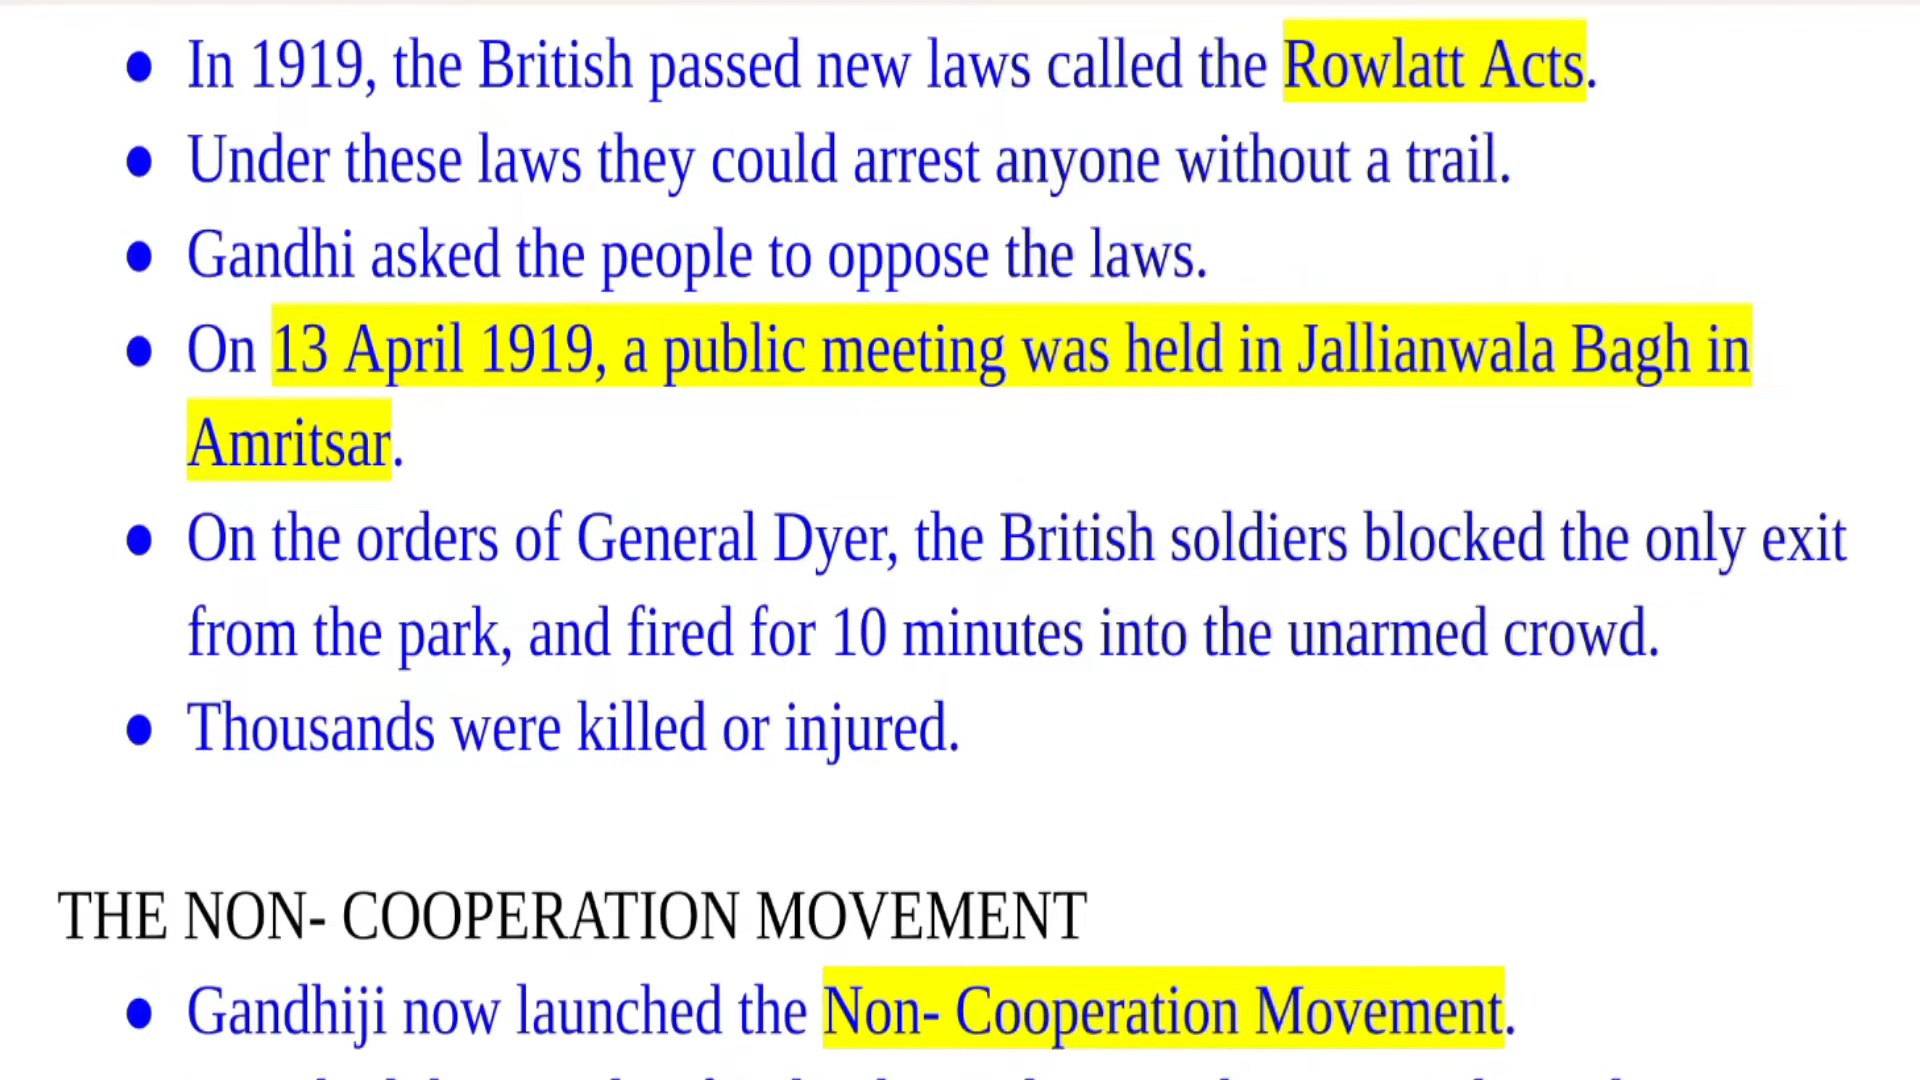 ● In 1919, the British passed new laws called the Rowlatt Acts.
● Under these laws they could arrest anyone without a trail.
● Gandhi asked the people to oppose the laws.
● On 13 April 1919, a public meeting was held in Jallianwala Bagh in
Amritsar.
● On the orders of General Dyer, the British soldiers blocked the only exit
from the park, and fired for 10 minutes into the unarmed crowd.
● Thousands were killed or injured.
THE NON- COOPERATION MOVEMENT
● Gandhiji now launched the Non- Cooperation Movement.